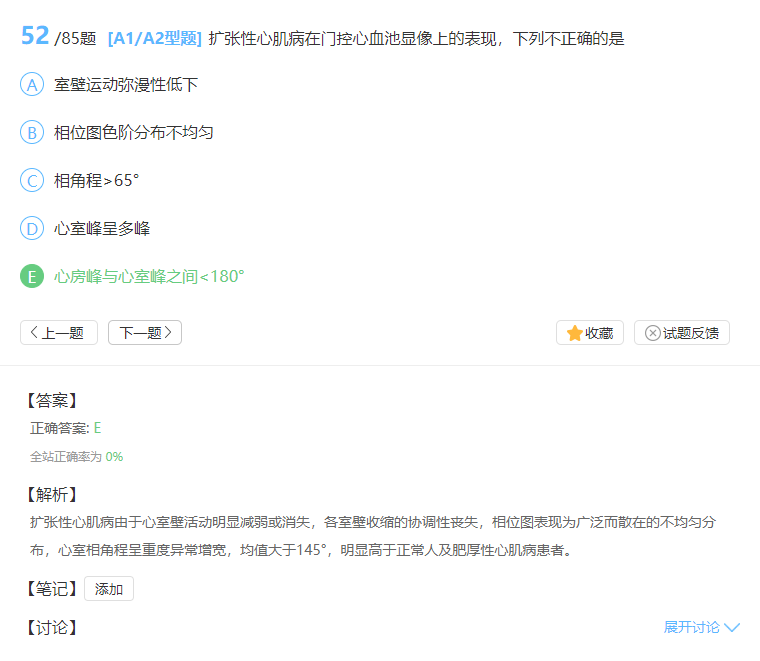 52 /85题 [A1/A2型题] 扩张性心肌病在门控心血池显像上的表现，下列不正确的是
A 室壁运动弥漫性低下
B 相位图色阶分布不均匀
C 相角程>65°
D 心室峰呈多峰
E 心房峰与心室峰之间<180°
上一题 下一题 收藏 试题反馈
【答案】
正确答案: E
全站正确率为 0%
【解析】
扩张性心肌病由于心室壁活动明显减弱或消失，各室壁收缩的协调性丧失，相位图表现为广泛而散在的不均匀分
布，心室相角程呈重度异常增宽，均值大于145°，明显高于正常人及肥厚性心肌病患者。
【笔记】 添加
【讨论】 展开讨论